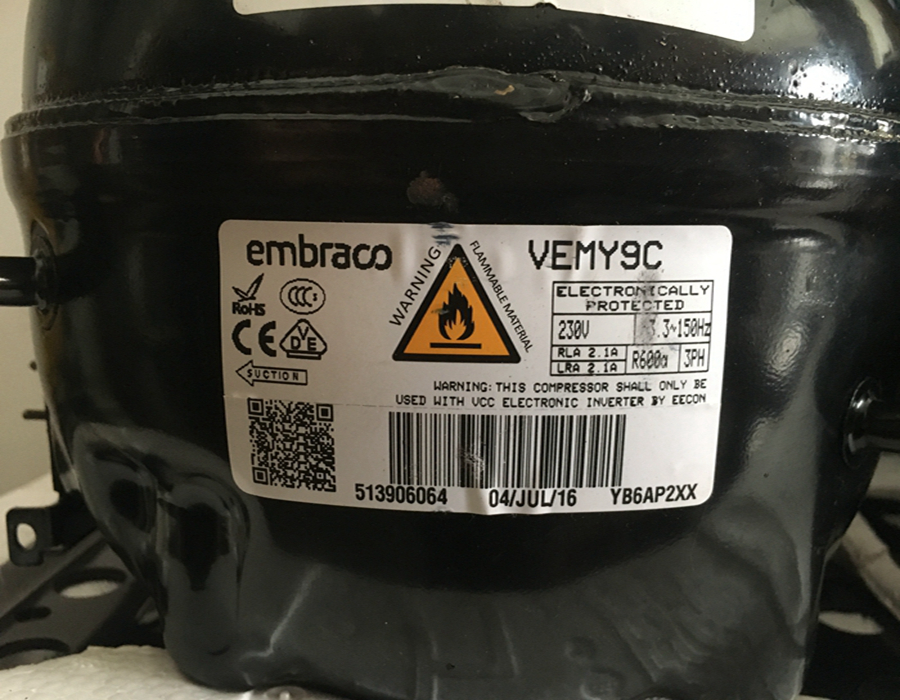 embraco
VEMY9C
WARNING
FLAMMABLE MATERIAL
RoHS
CCC
CE
VDE
SUCTION
ELECTRONICALLY
PROTECTED
230V 3.3~150Hz
RLA 2.1A
LRA 2.1A
R600a
3PH
WARNING: THIS COMPRESSOR SHALL ONLY BE
USED WITH VCC ELECTRONIC INVERTER BY EECON
513906064 04/JUL/16 YB6AP2XX